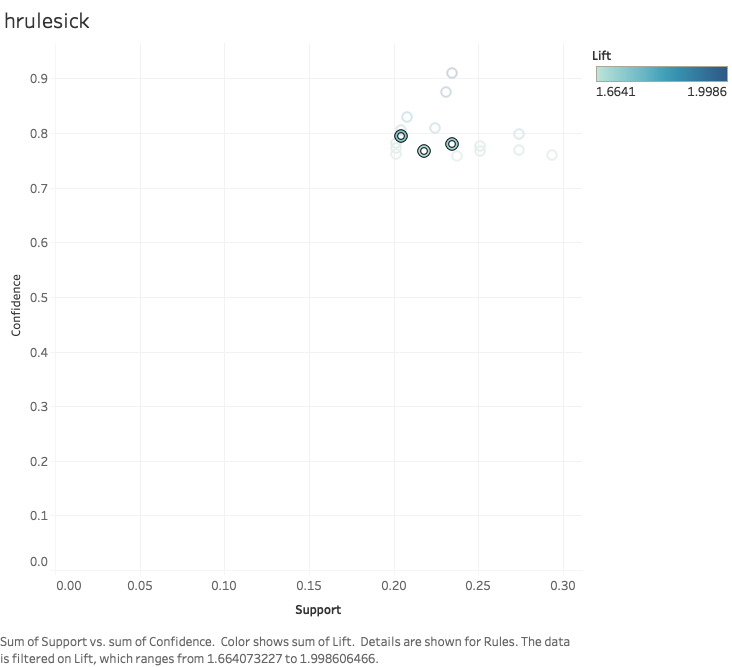 hrulesick
Lift
1.6641 1.9986
0.9
0.8
0.7
0.6
0.5
0.4
0.3
0.2
0.1
0.0
Confidence
0.00 0.05 0.10 0.15 0.20 0.25 0.30
Support
Sum of Support vs. sum of Confidence. Color shows sum of Lift. Details are shown for Rules. The data
is filtered on Lift, which ranges from 1.664073227 to 1.998606466.